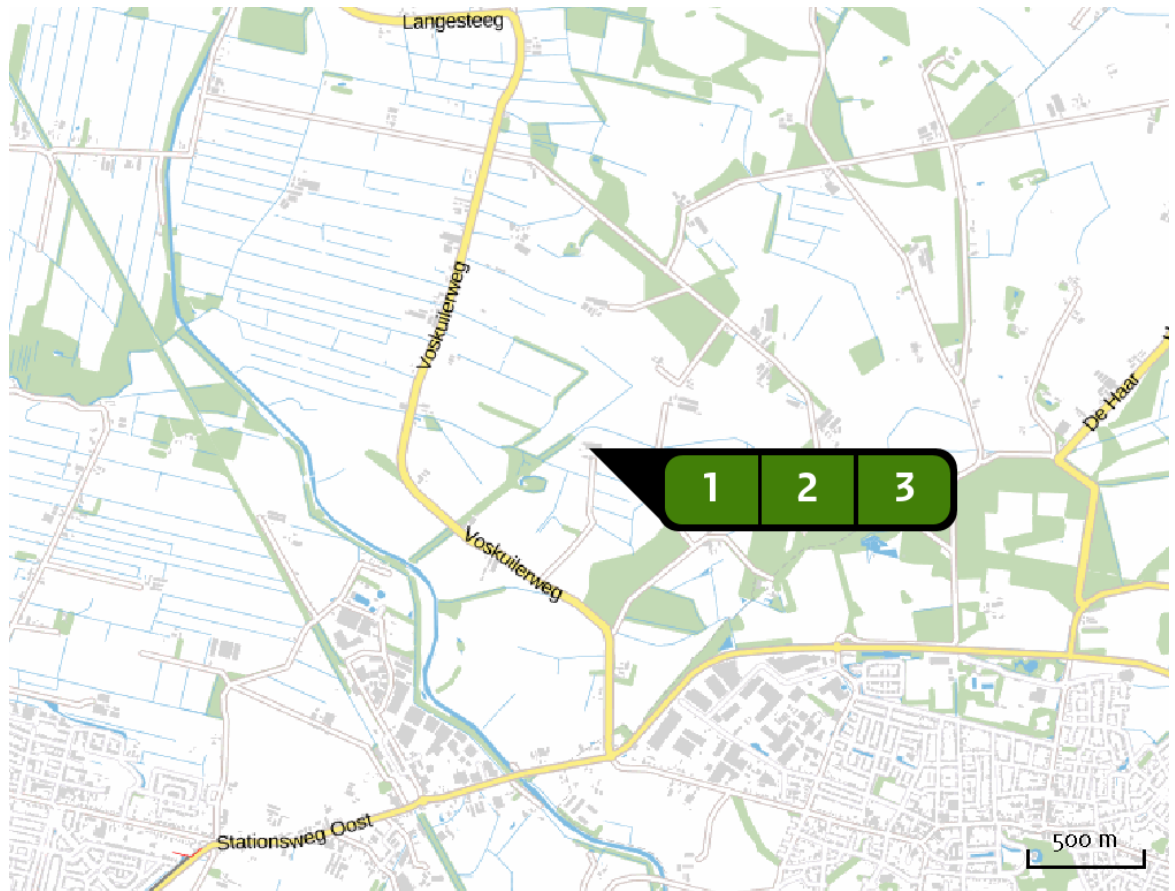 Langesteeg
Voskuilerweg
De Haar
1 2 3
Voskuilerweg
Stationsweg Oost
500 m